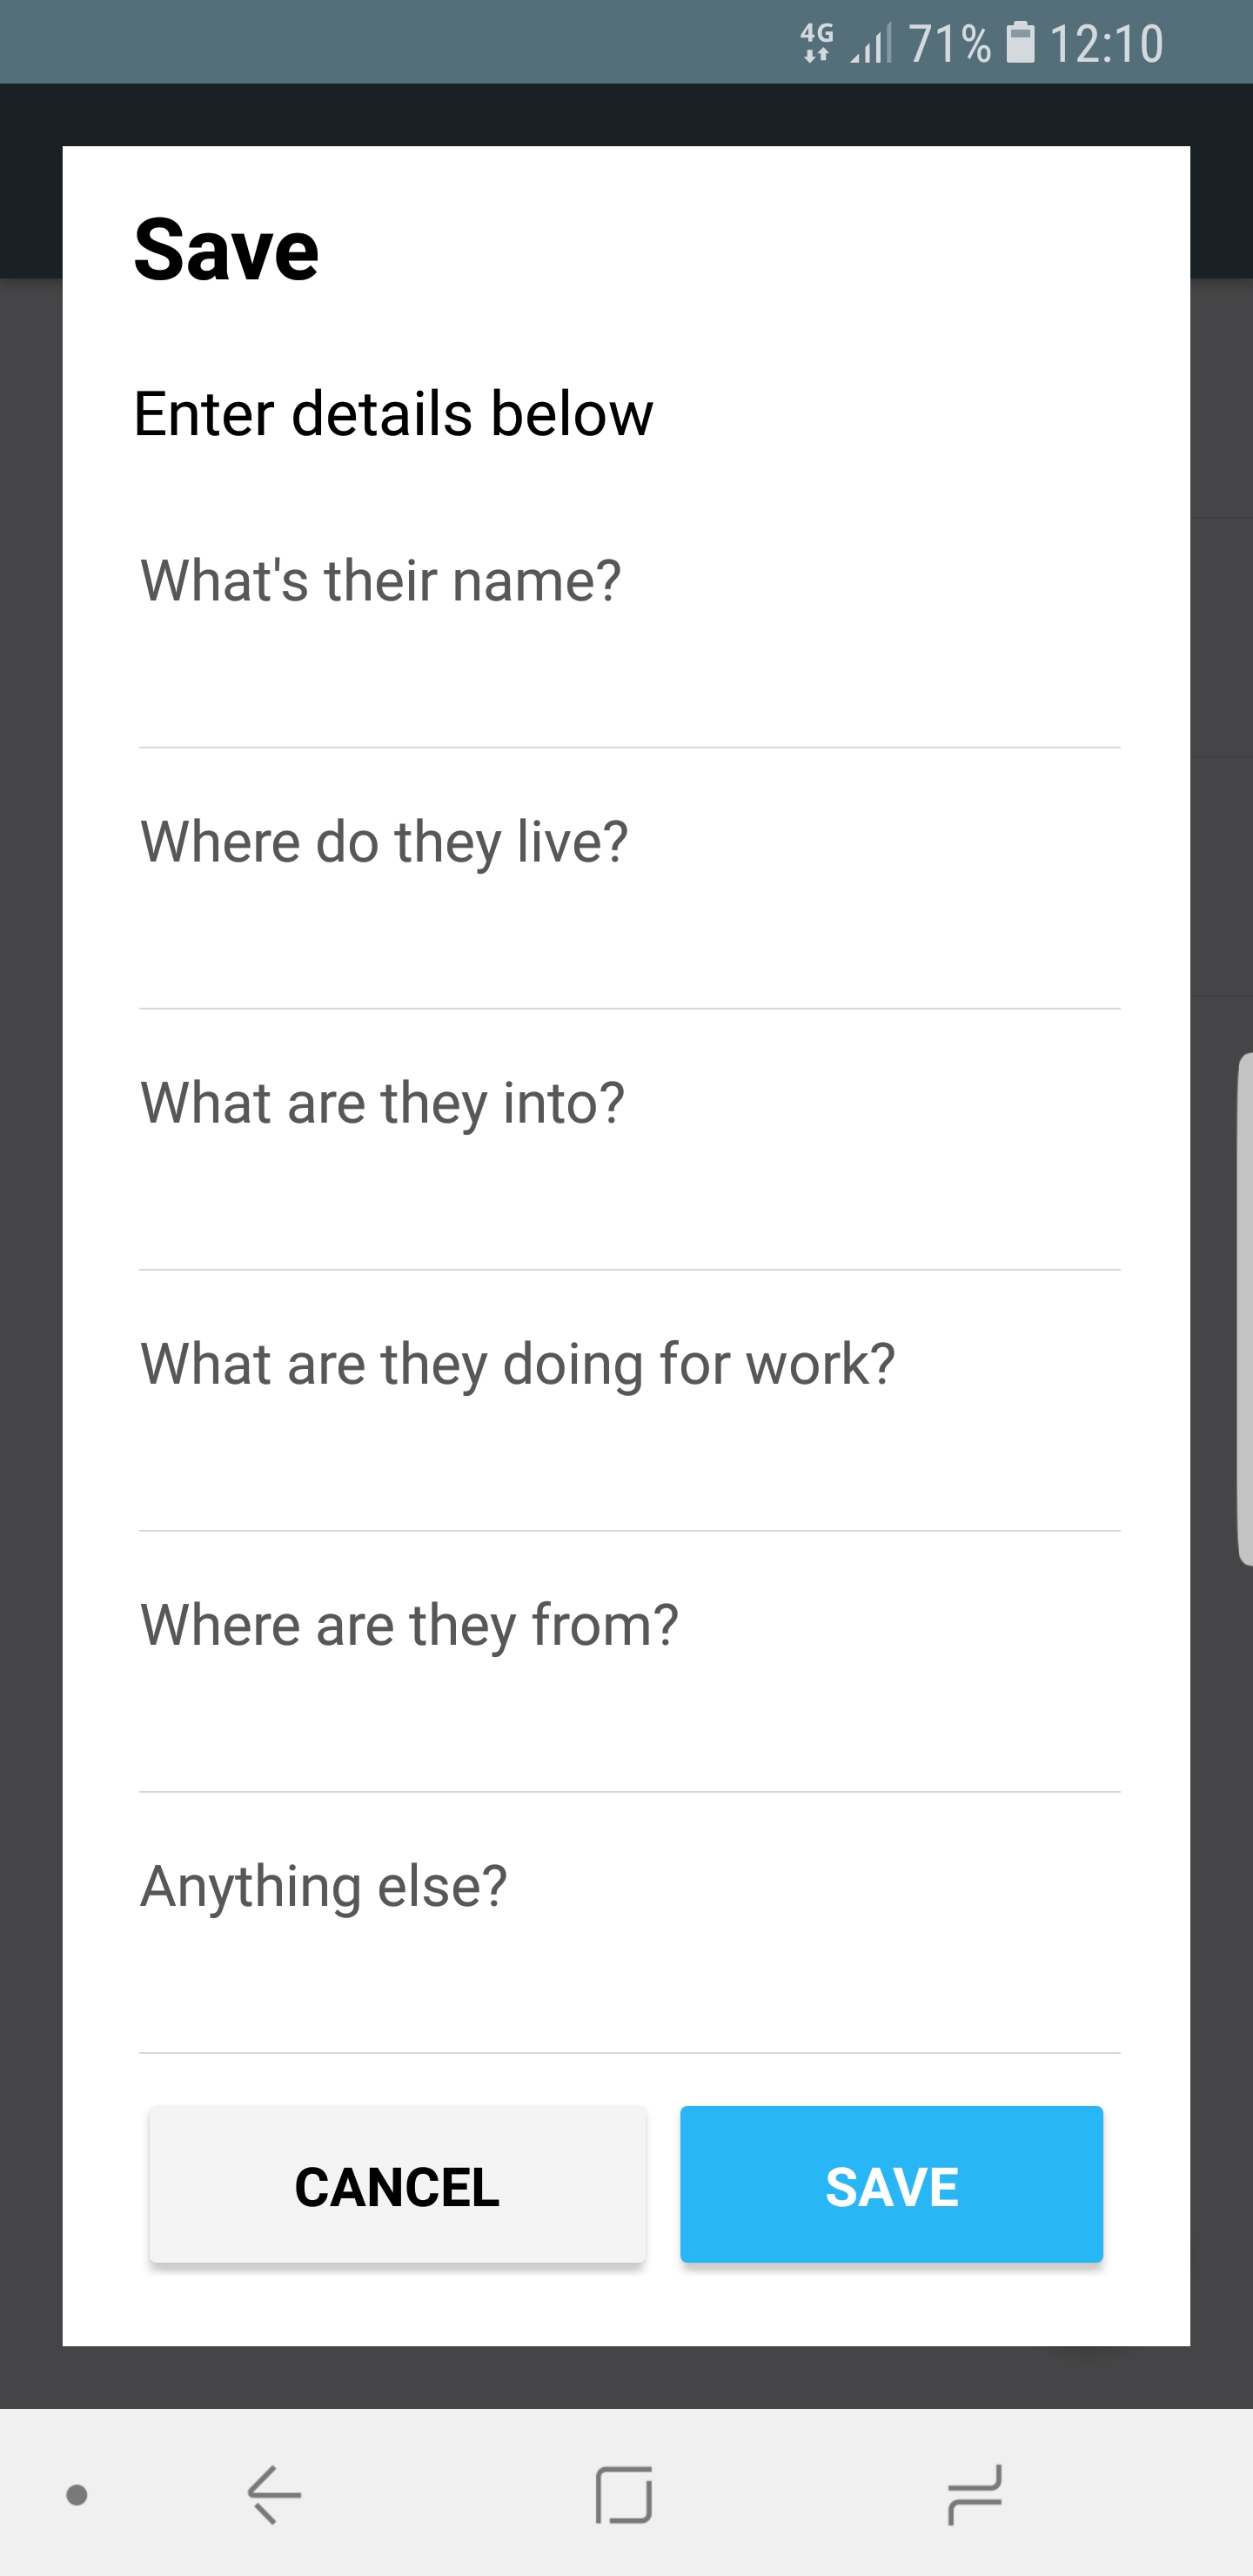 4G 71% 12:10
Save
Enter details below
What's their name?
Where do they live?
What are they into?
What are they doing for work?
Where are they from?
Anything else?
CANCEL SAVE